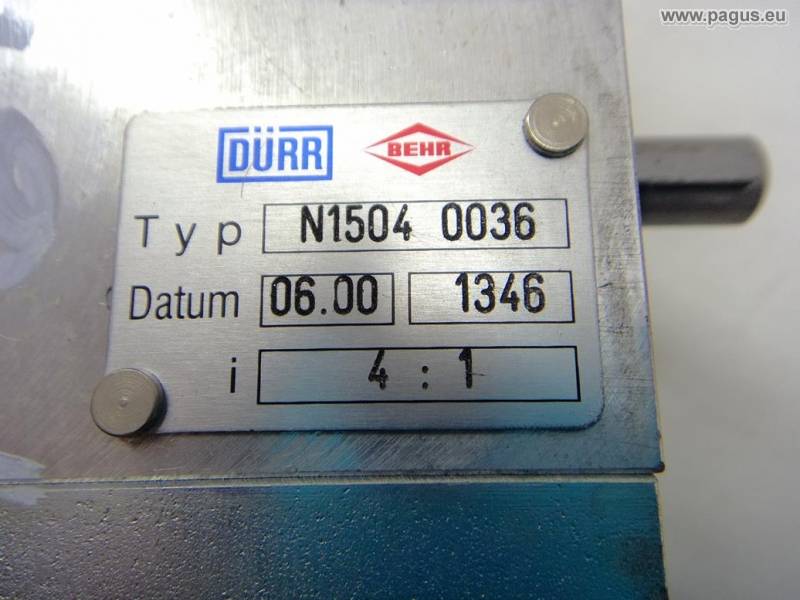 www.pagus.eu
DÜRR BEHR
Typ N1504 0036
Datum 06.00 1346
i 4 : 1